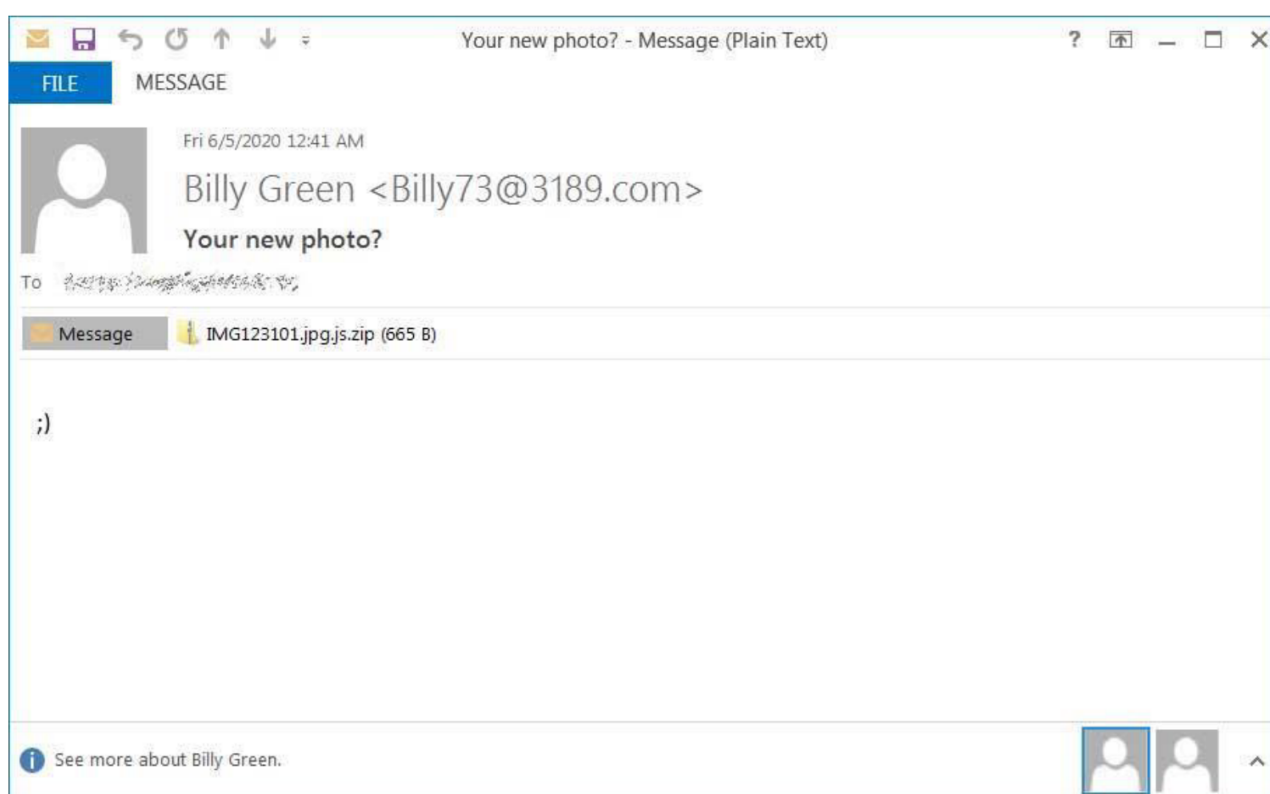 Your new photo? - Message (Plain Text)
?
FILE MESSAGE
Fri 6/5/2020 12:41 AM
Billy Green <Billy73@3189.com>
Your new photo?
To
Message IMG123101.jpg.js.zip (665 B)
;)
See more about Billy Green.